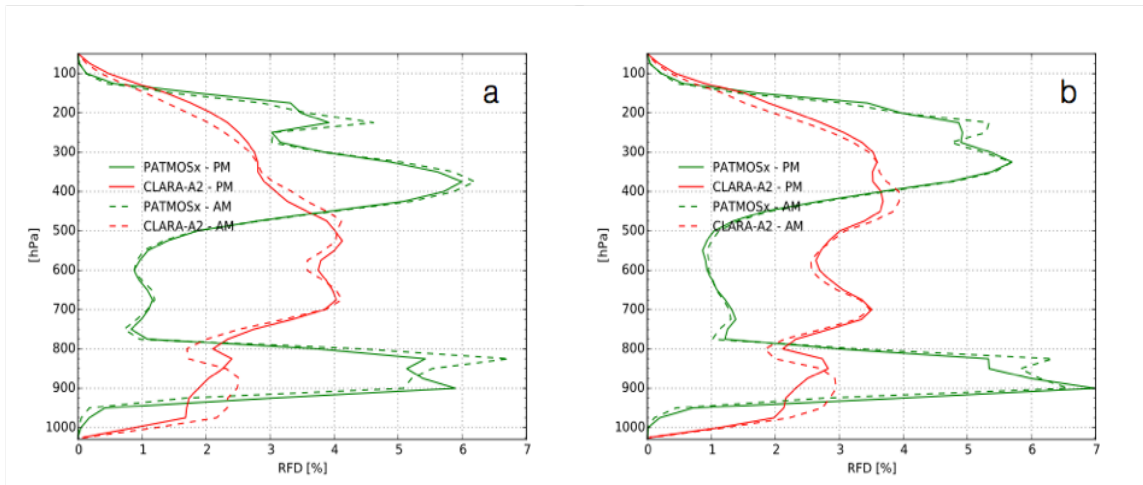 a
100
200
300
400
500
600
700
800
900
1000
[hPa]
PATMOSx - PM
CLARA-A2 - PM
PATMOSx - AM
CLARA-A2 - AM
0 1 2 3 4 5 6 7
RFD [%]
b
100
200
300
400
500
600
700
800
900
1000
[hPa]
PATMOSx - PM
CLARA-A2 - PM
PATMOSx - AM
CLARA-A2 - AM
0 1 2 3 4 5 6 7
RFD [%]